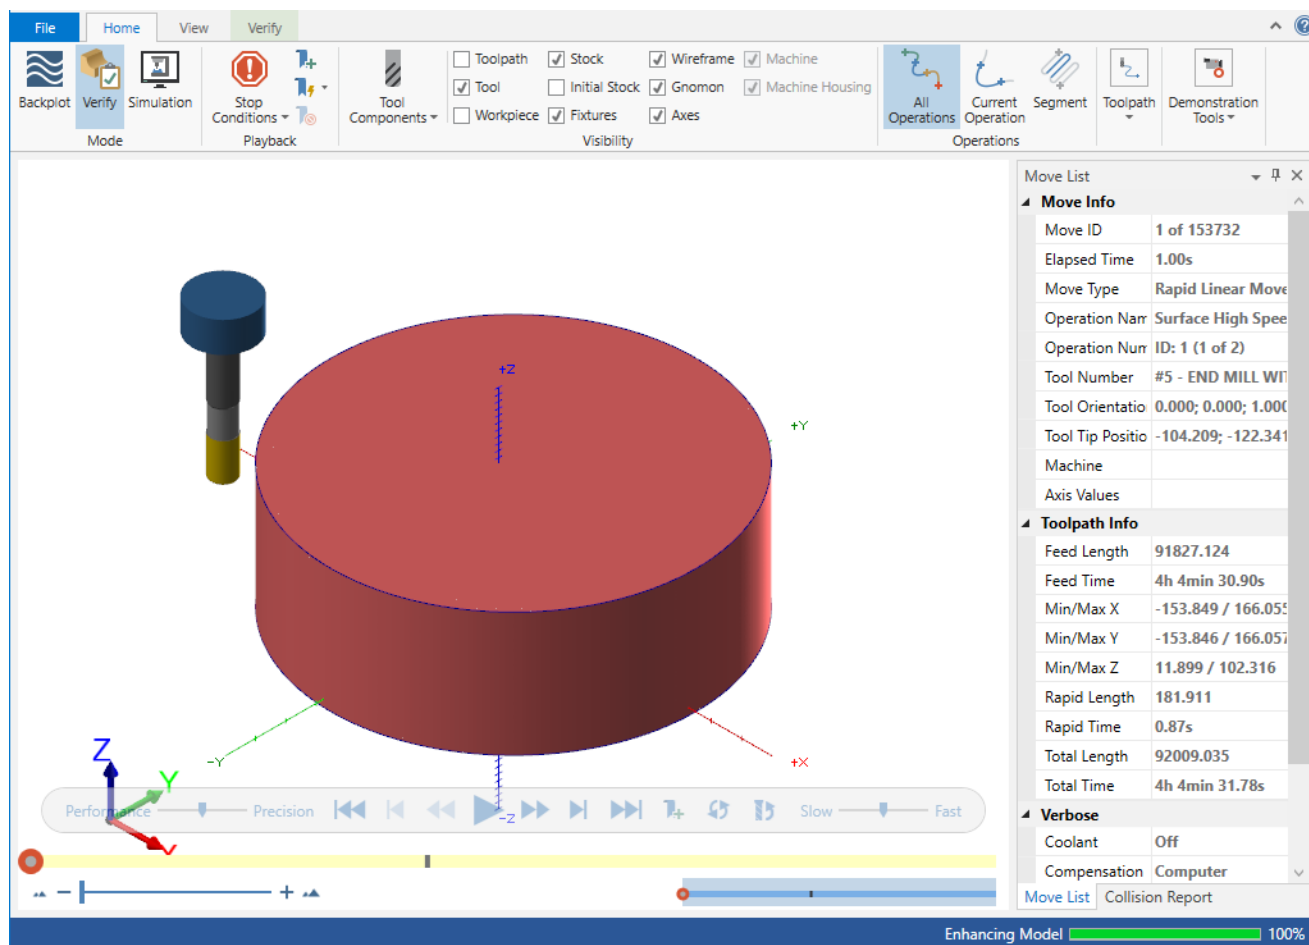 File Home View Verify
Toolpath Stock Wireframe Machine
Tool Initial Stock Gnomon Machine Housing
Workpiece Fixtures Axes
Backplot Verify Simulation Stop Conditions Tool Components All Operations Current Operation Segment Toolpath Demonstration Tools
Mode Playback Visibility Operations
Move List
Move Info
Move ID 1 of 153732
Elapsed Time 1.00s
Move Type Rapid Linear Move
Operation Nam Surface High Spee
Operation Num ID: 1 (1 of 2)
Tool Number #5 - END MILL WI
Tool Orientatio 0.000; 0.000; 1.000
Tool Tip Positio -104.209; -122.341
Machine
Axis Values
Toolpath Info
Feed Length 91827.124
Feed Time 4h 4min 30.90s
Min/Max X -153.849 / 166.055
Min/Max Y -153.846 / 166.057
Min/Max Z 11.899 / 102.316
Rapid Length 181.911
Rapid Time 0.87s
Total Length 92009.035
Total Time 4h 4min 31.78s
Verbose
Coolant Off
Compensation Computer
Move List Collision Report
+Z
+Y
-Y
+X
-Z
Z
Y
Performance Precision Slow Fast
Enhancing Model 100%